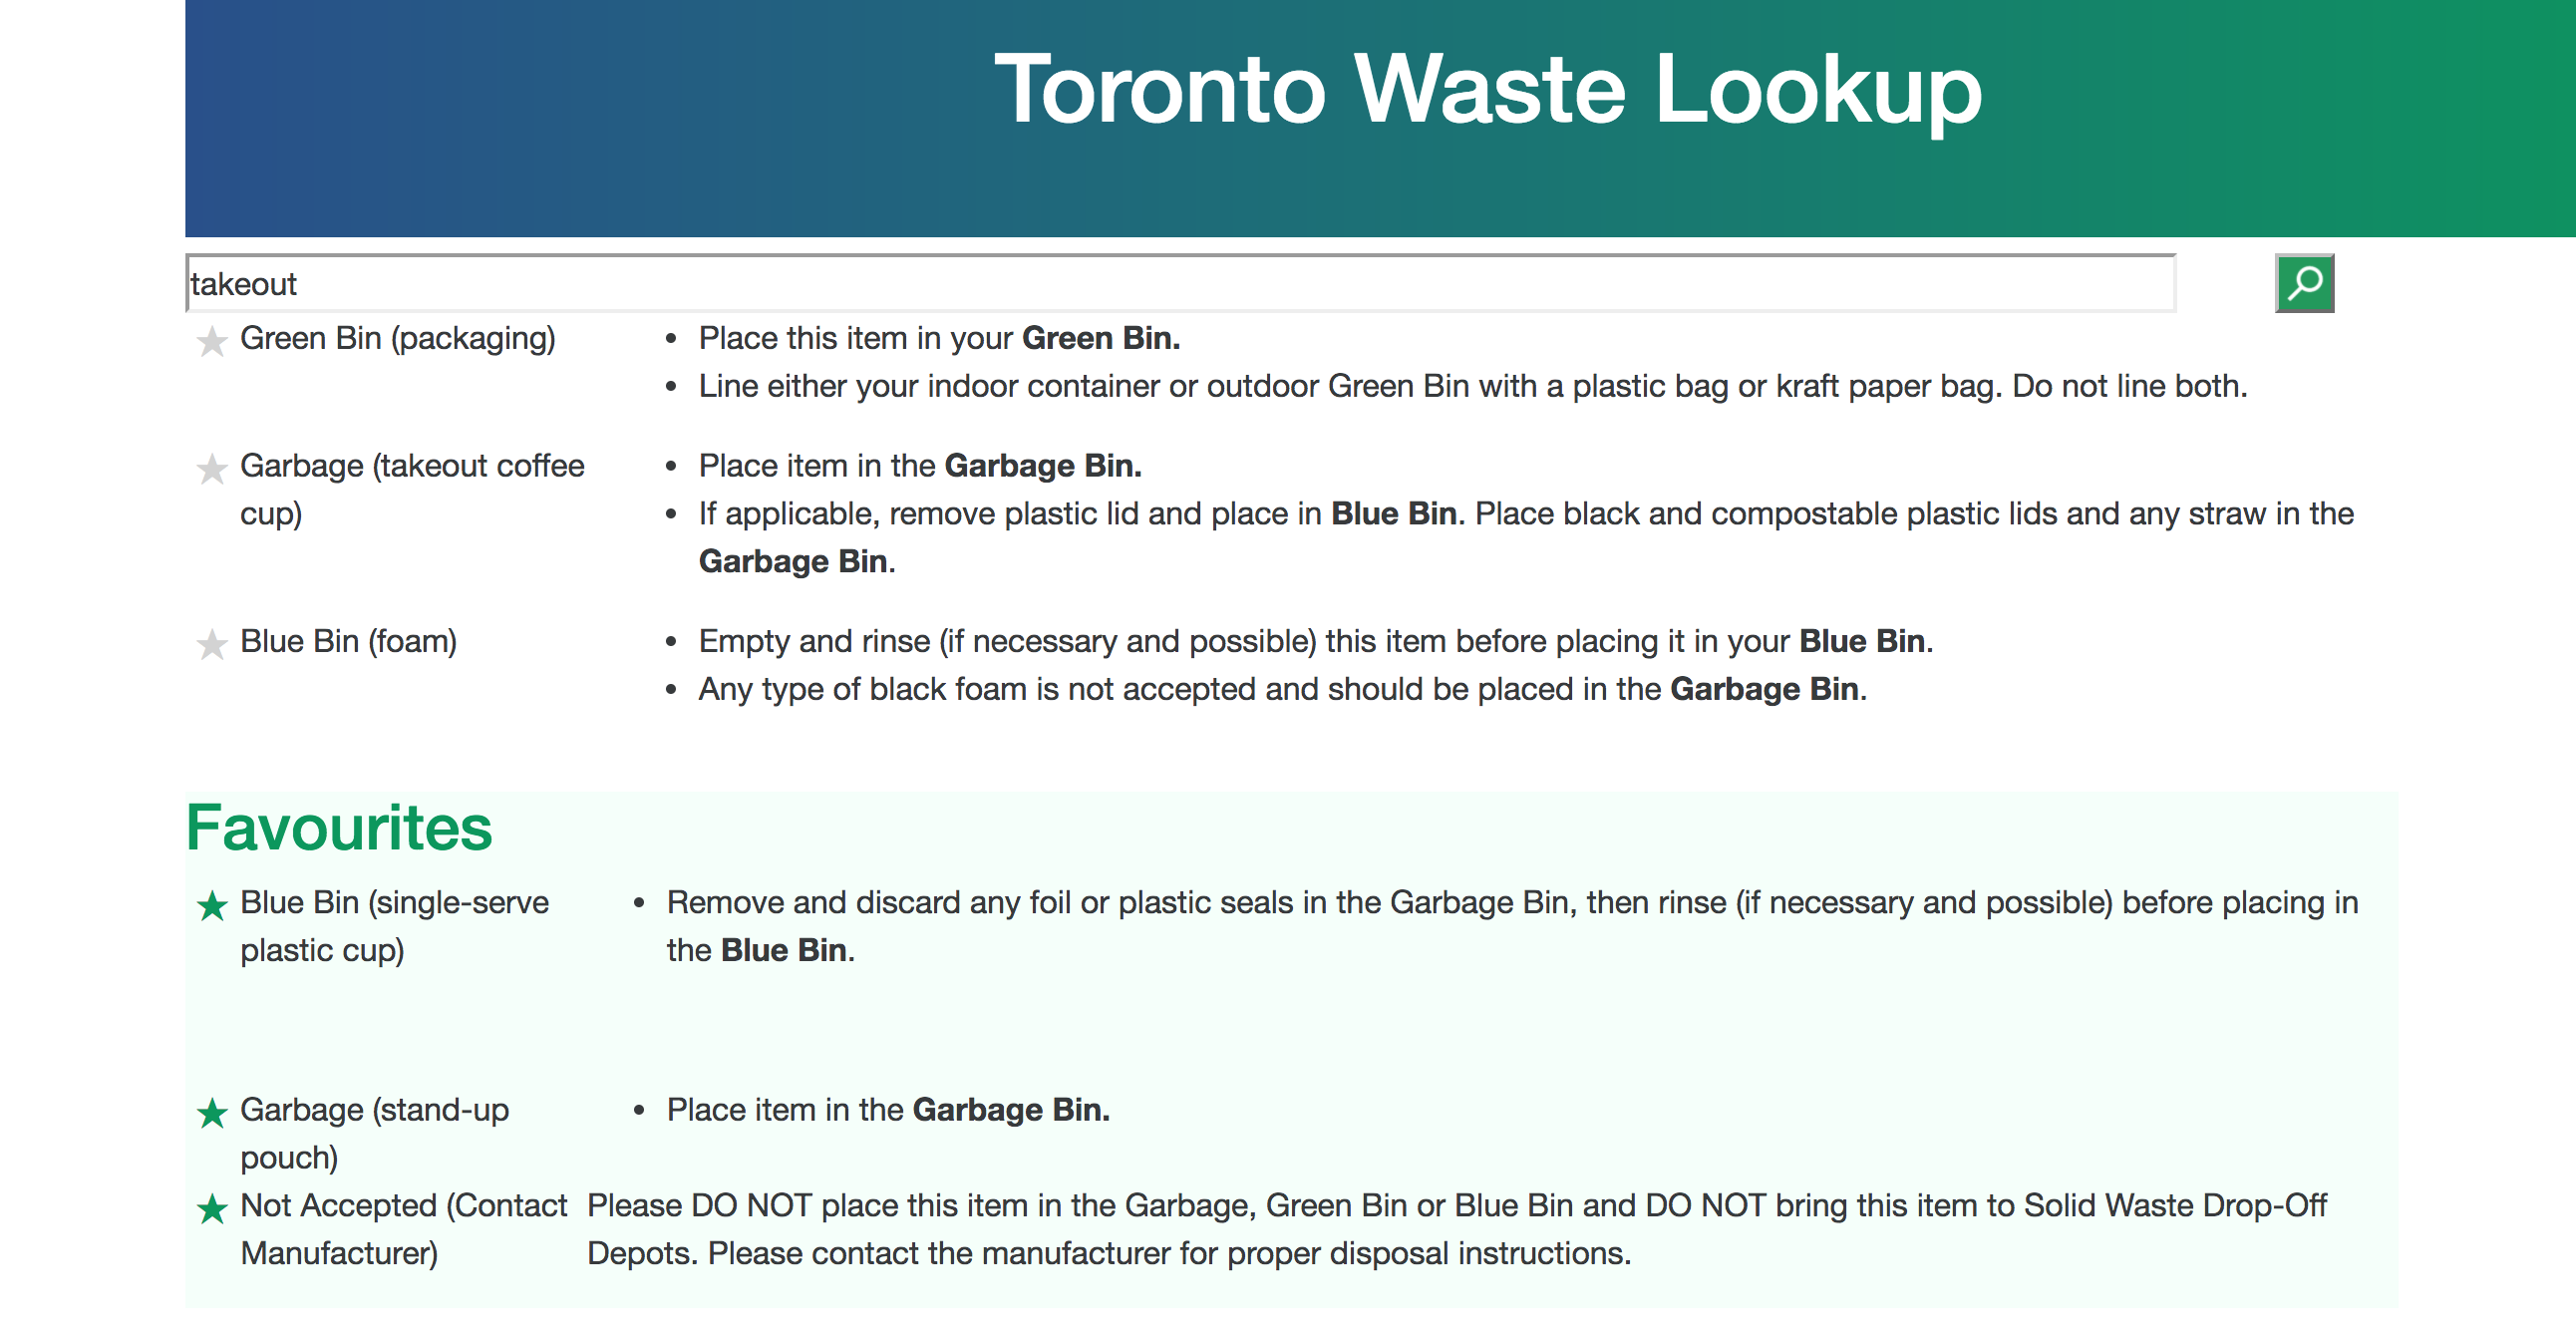 Toronto Waste Lookup
takeout
Green Bin (packaging)
Place this item in your Green Bin.
Line either your indoor container or outdoor Green Bin with a plastic bag or kraft paper bag. Do not line both.
Garbage (takeout coffee
cup)
Place item in the Garbage Bin.
If applicable, remove plastic lid and place in Blue Bin. Place black and compostable plastic lids and any straw in the
Garbage Bin.
Blue Bin (foam)
Empty and rinse (if necessary and possible) this item before placing it in your Blue Bin.
Any type of black foam is not accepted and should be placed in the Garbage Bin.
Favourites
Blue Bin (single-serve
plastic cup)
Remove and discard any foil or plastic seals in the Garbage Bin, then rinse (if necessary and possible) before placing in
the Blue Bin.
Garbage (stand-up
pouch)
Place item in the Garbage Bin.
Not Accepted (Contact
Manufacturer)
Please DO NOT place this item in the Garbage, Green Bin or Blue Bin and DO NOT bring this item to Solid Waste Drop-Off
Depots. Please contact the manufacturer for proper disposal instructions.